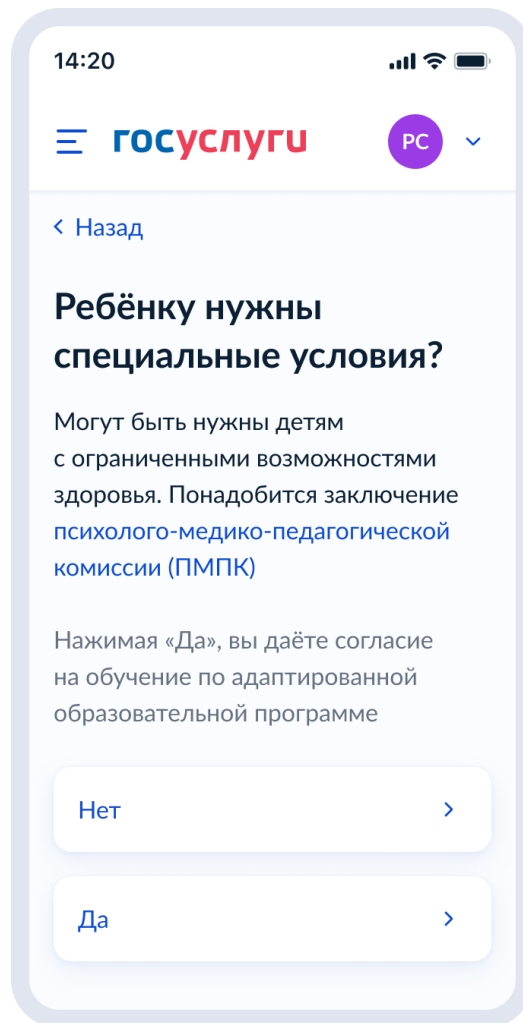 14:20
госуслуги
РС
Назад
Ребёнку нужны
специальные условия?
Могут быть нужны детям
с ограниченными возможностями
здоровья. Понадобится заключение
психолого-медико-педагогической
комиссии (ПМПК)
Нажимая «Да», вы даёте согласие
на обучение по адаптированной
образовательной программе
Нет
Да